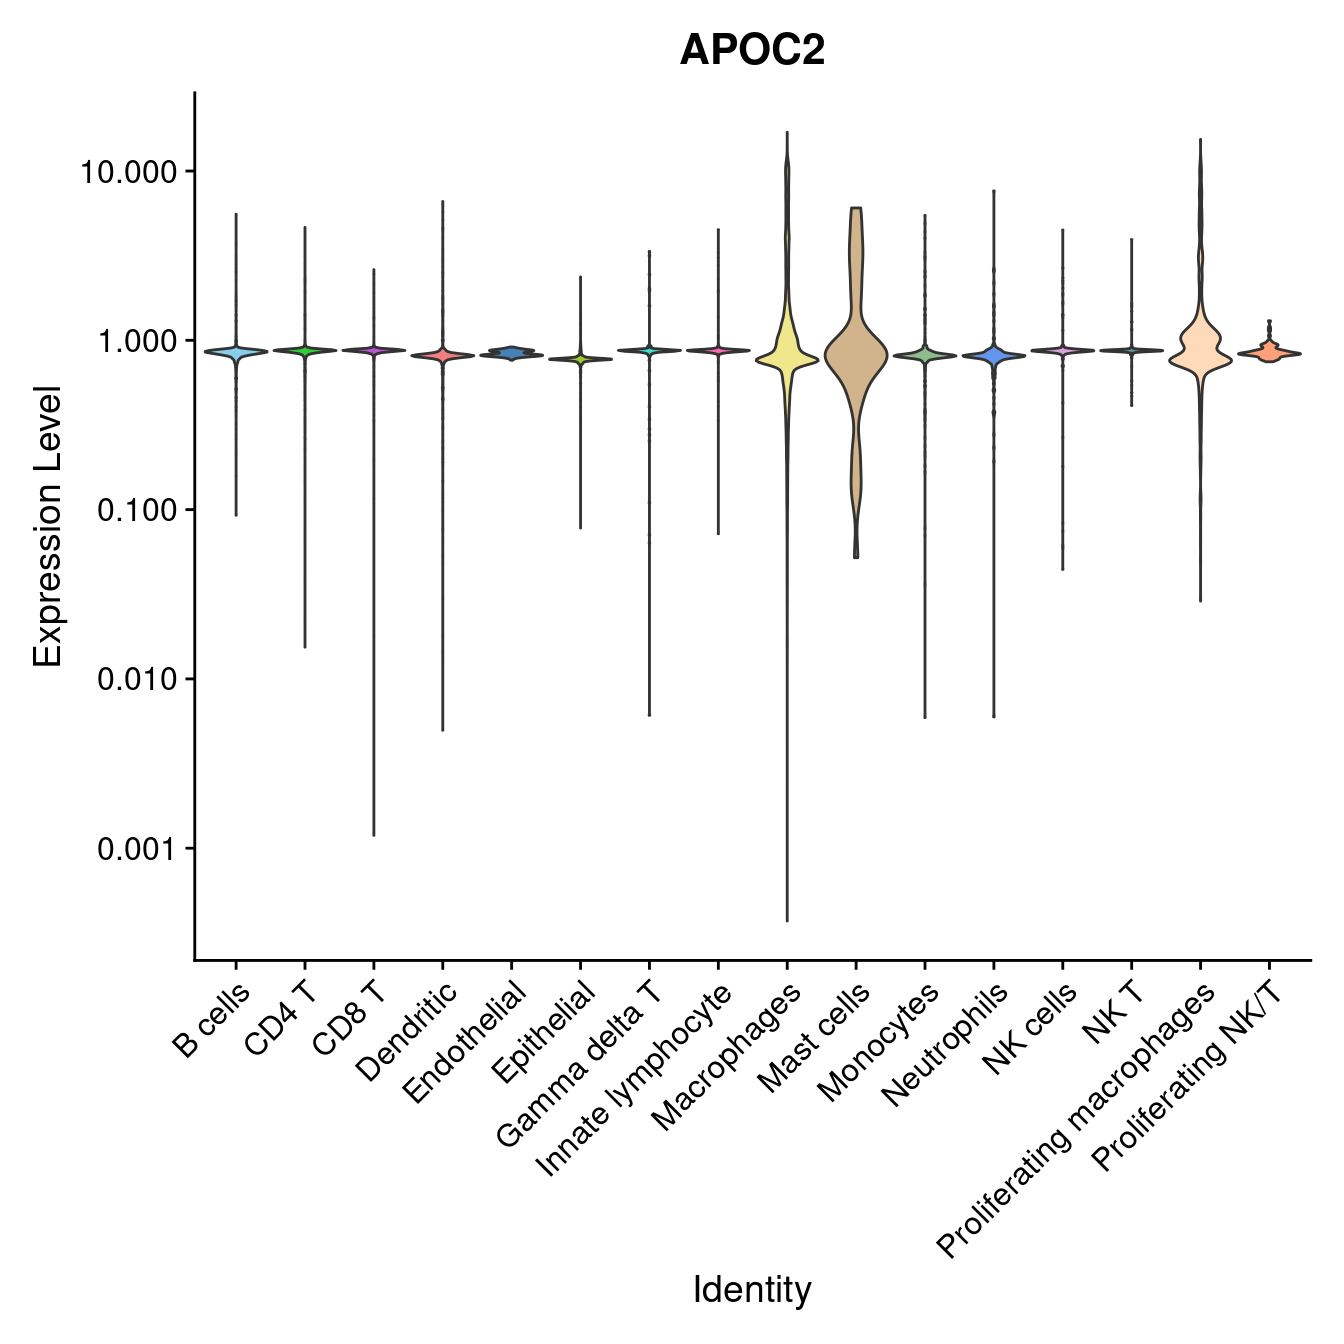 APOC2
10.000
1.000
0.100
0.010
0.001
Expression Level
B cells
CD4 T
CD8 T
Dendritic
Endothelial
Epithelial
Gamma delta T
Innate lymphocyte
Macrophages
Mast cells
Monocytes
Neutrophils
NK cells
NK T
Proliferating macrophages
Proliferating NK/T
Identity